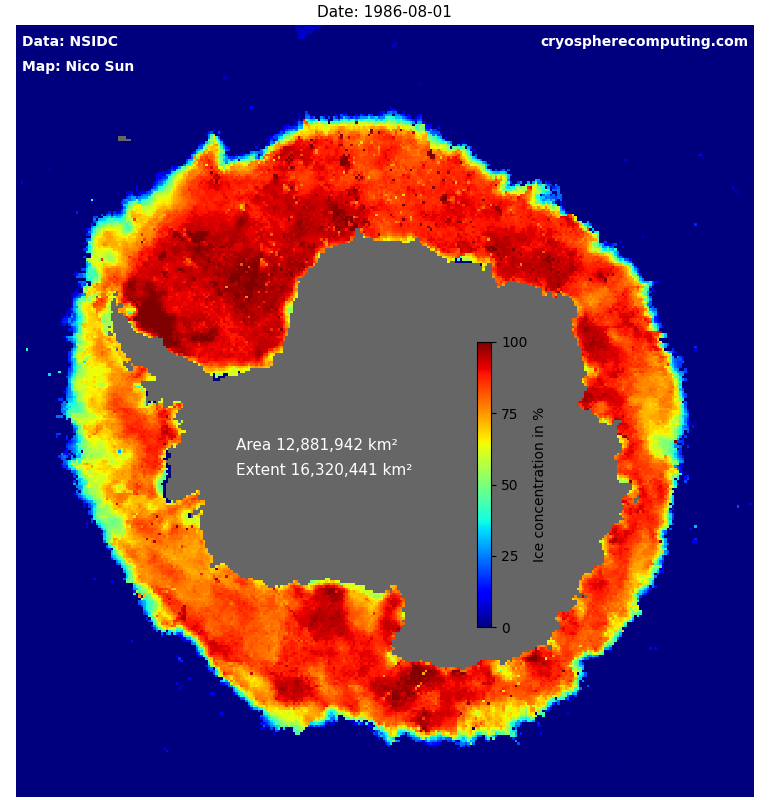 Date: 1986-08-01
Data: NSIDC
cryospherecomputing.com
Map: Nico Sun
100
75
50
25
0
Ice concentration in %
Area 12,881,942 km²
Extent 16,320,441 km²